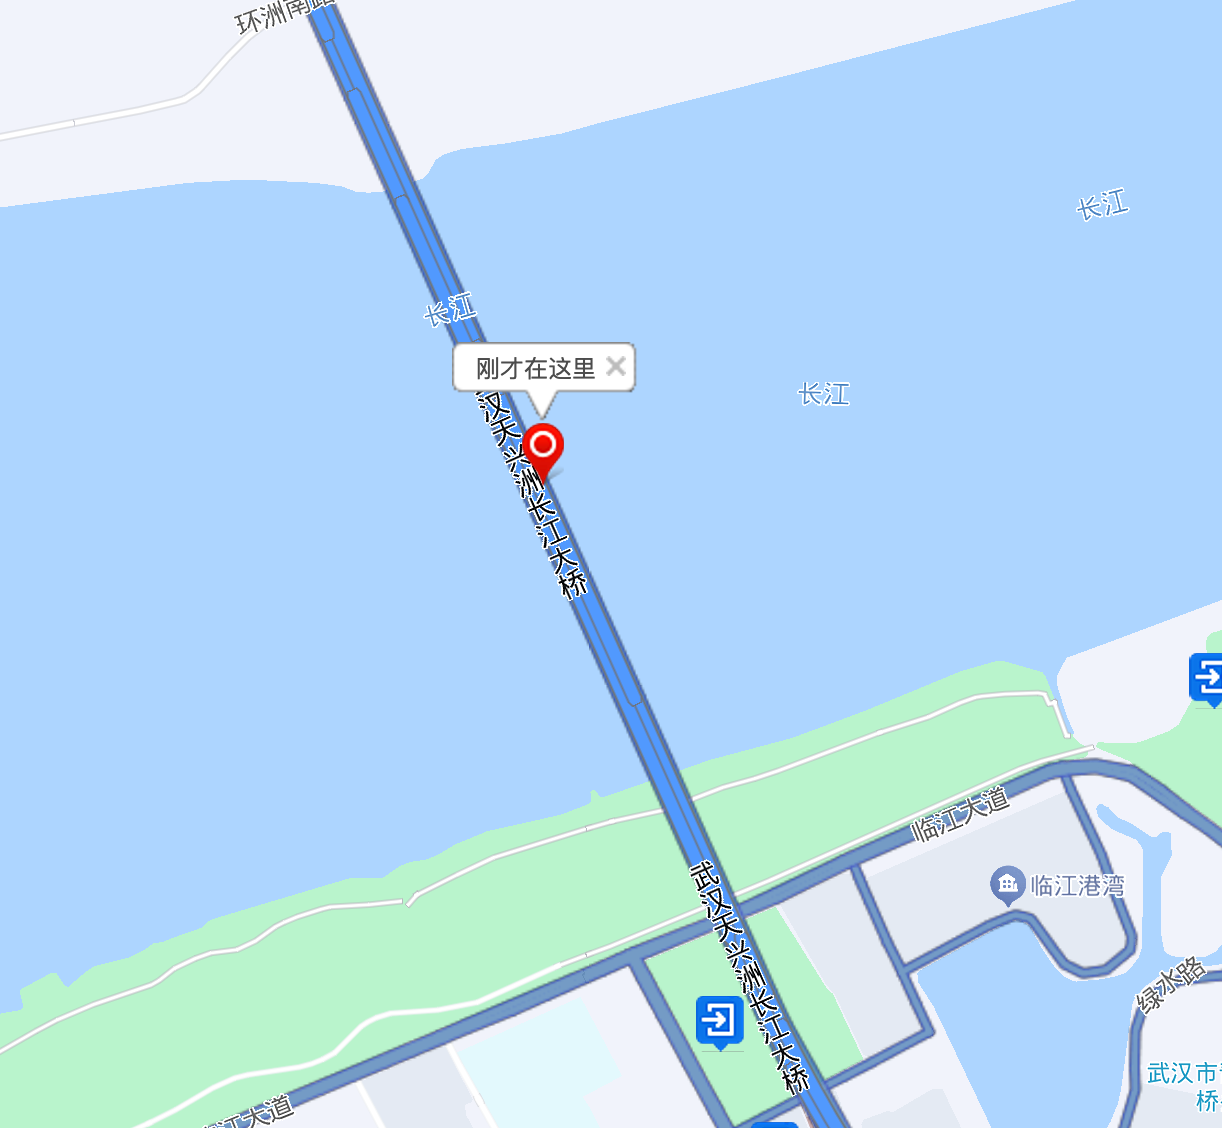 环洲南路
长江
长江
刚才在这里
长江
汉天兴洲长江大桥
临江大道
武汉天兴洲长江大桥
临江港湾
绿水路
武汉市
桥
江大道